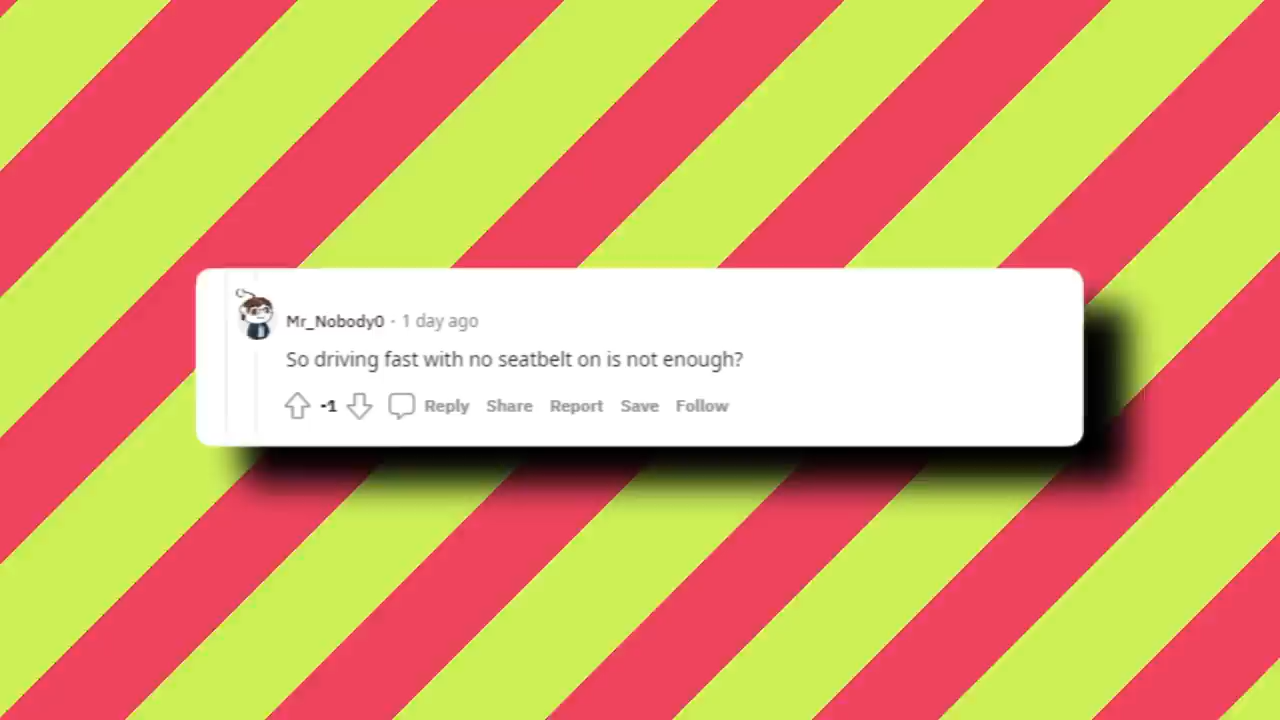 Mr_Nobody0 · 1 day ago
So driving fast with no seatbelt on is not enough?
-1 Reply Share Report Save Follow